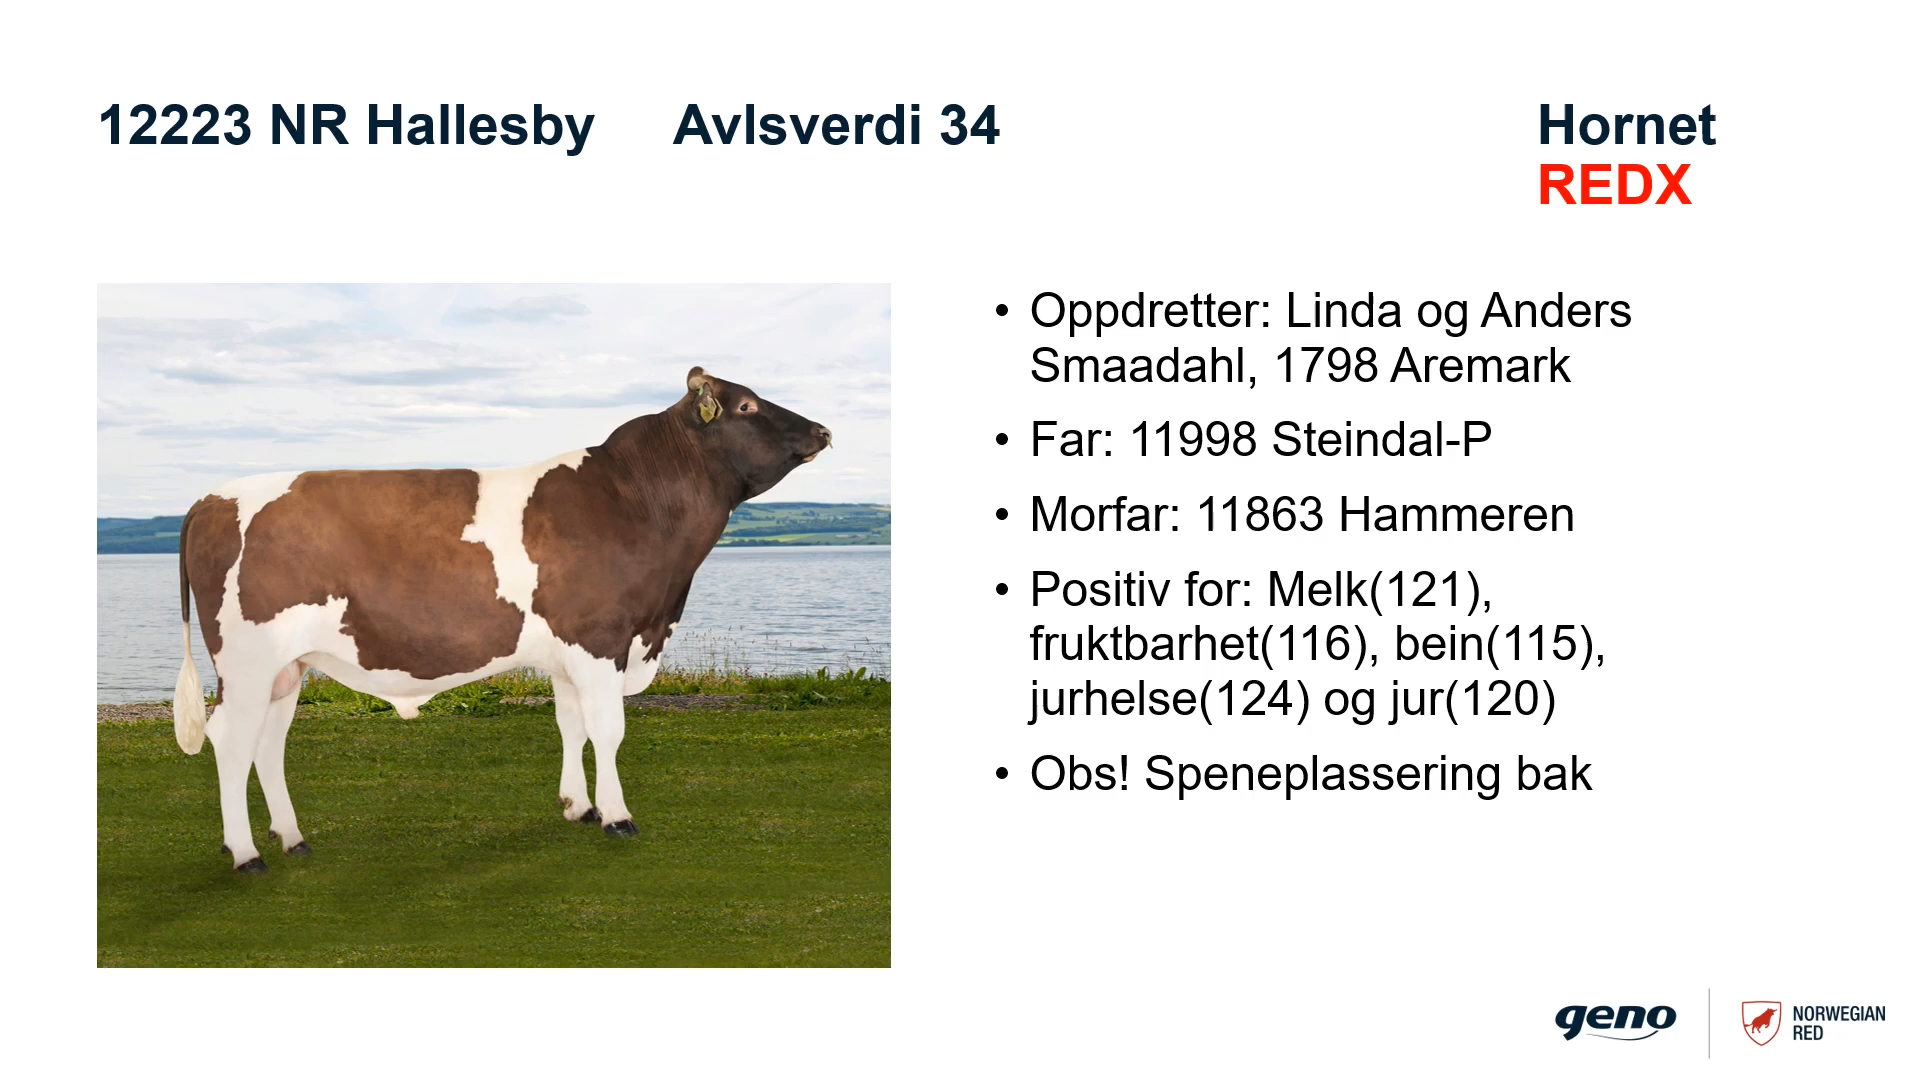 12223 NR Hallesby Avlsverdi 34 Hornet
REDX
• Oppdretter: Linda og Anders
Smaadahl, 1798 Aremark
• Far: 11998 Steindal-P
• Morfar: 11863 Hammeren
• Positiv for: Melk(121),
fruktbarhet(116), bein(115),
jurhelse(124) og jur(120)
• Obs! Speneplassering bak
geno
NORWEGIAN
RED